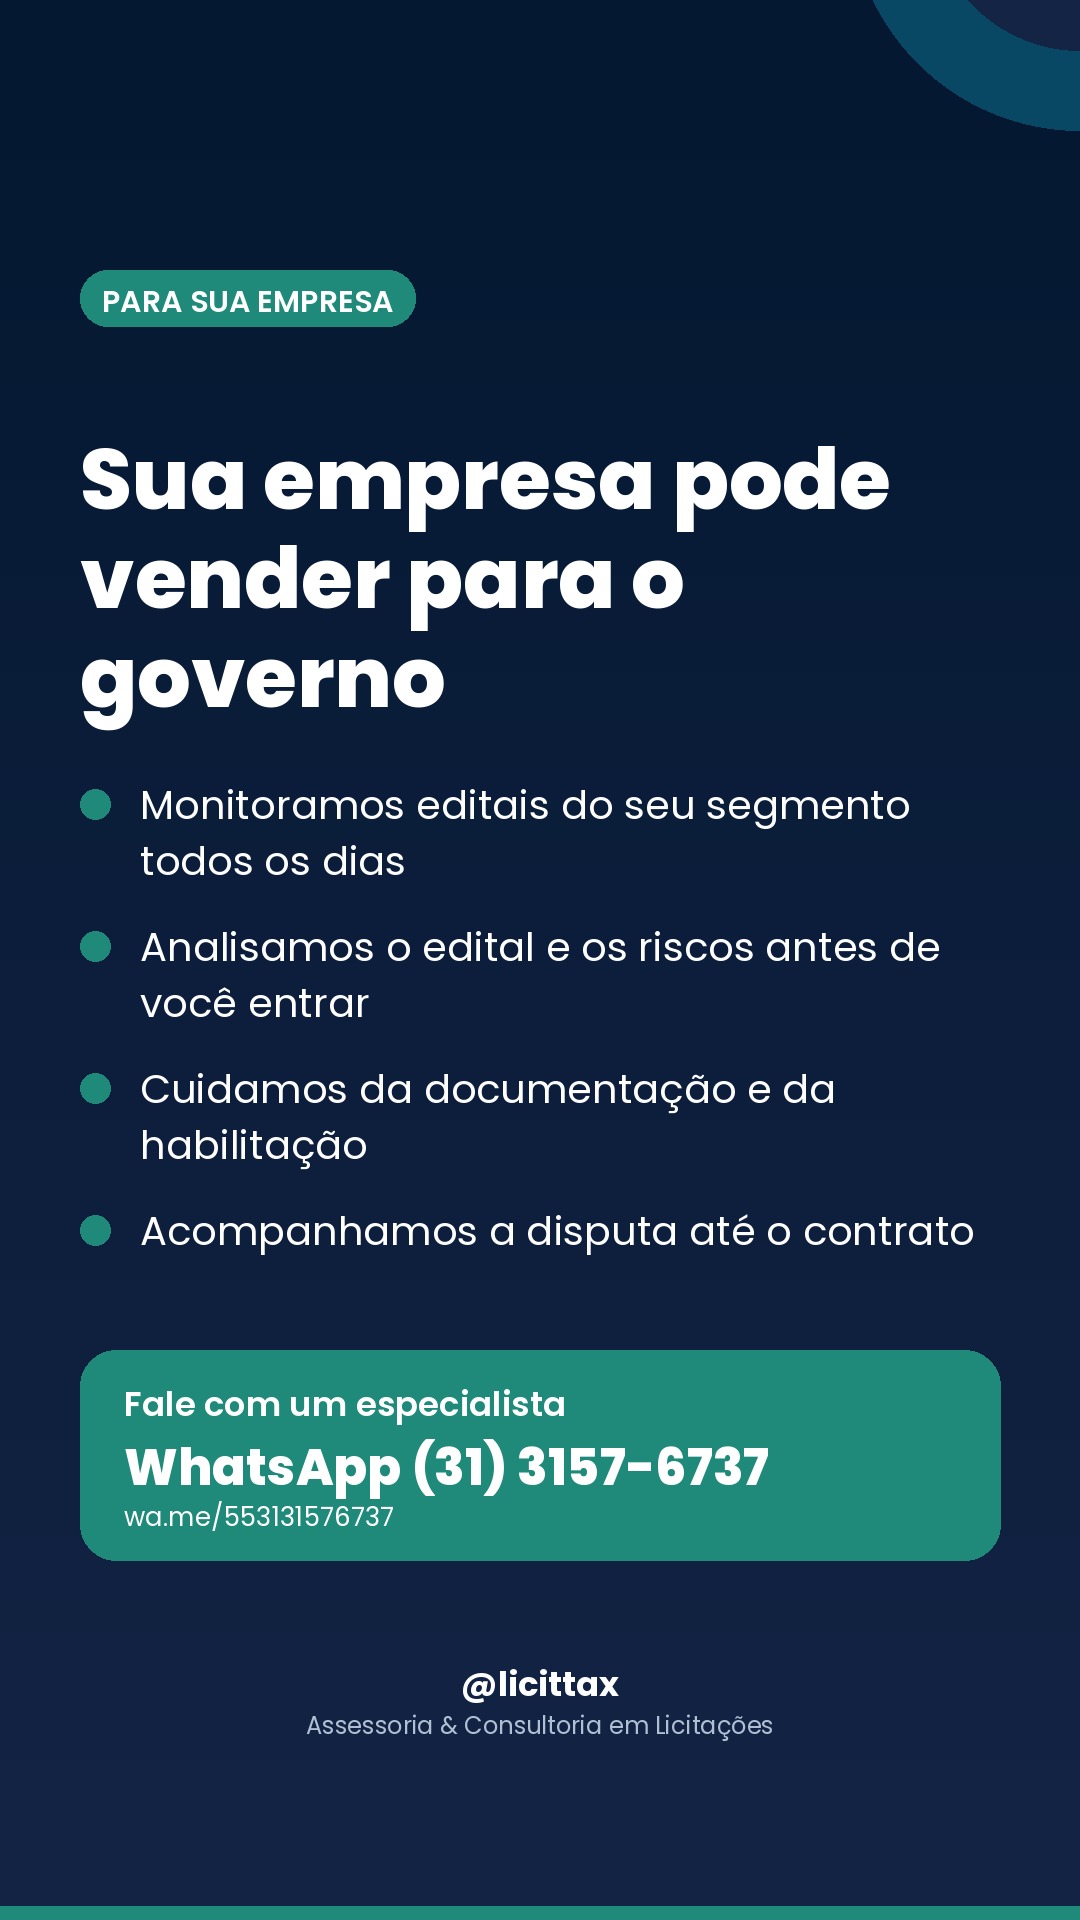 PARA SUA EMPRESA
Sua empresa pode
vender para o
governo
Monitoramos editais do seu segmento
todos os dias
Analisamos o edital e os riscos antes de
você entrar
Cuidamos da documentação e da
habilitação
Acompanhamos a disputa até o contrato
Fale com um especialista
WhatsApp (31) 3157-6737
wa.me/553131576737
@licittax
Assessoria & Consultoria em Licitações